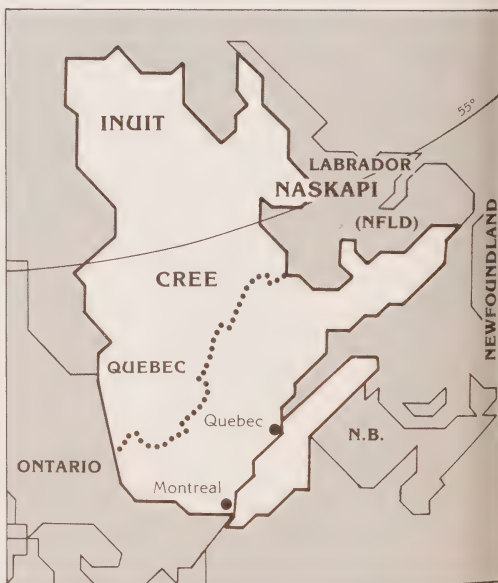 INUIT
55°
LABRADOR
NASKAPI
(NFLD)
NEWFOUNDLAND
CREE
QUEBEC
Quebec
N.B.
ONTARIO
Montreal